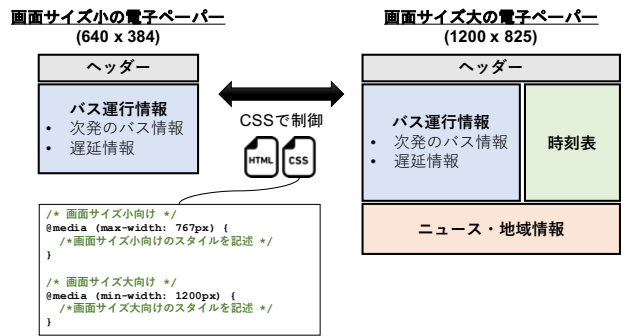 画面サイズ小の電子ペーパー
(640 x 384)
ヘッダー
バス運行情報
• 次発のバス情報
• 遅延情報
CSSで制御
HTML
CSS
画面サイズ大の電子ペーパー
(1200 x 825)
ヘッダー
バス運行情報
• 次発のバス情報
• 遅延情報
時刻表
ニュース・地域情報
/* 画面サイズ小向け */
@media (max-width: 767px) {
/*画面サイズ小向けのスタイルを記述 */
}
/* 画面サイズ大向け */
@media (min-width: 1200px) {
/*画面サイズ大向けのスタイルを記述 */
}